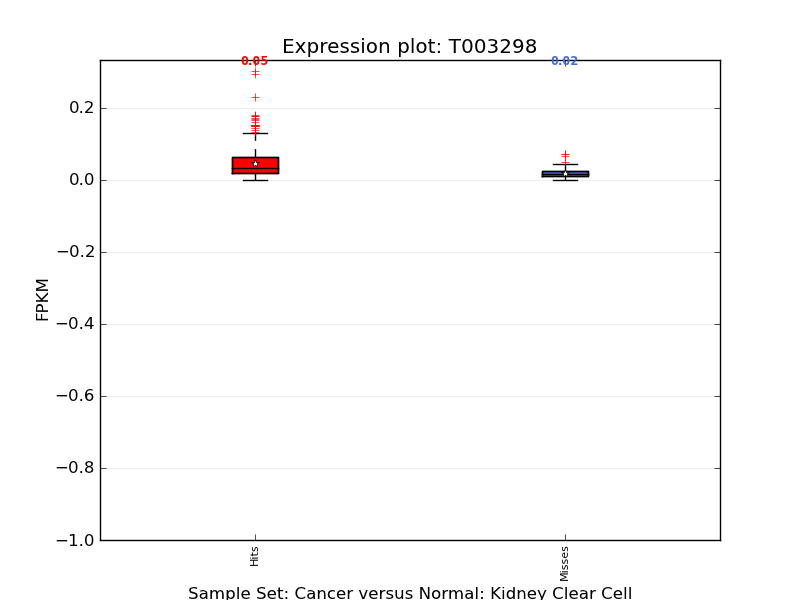 Expression plot: T003298
0.05
0.02
0.2
0.0
−0.2
−0.4
−0.6
−0.8
−1.0
FPKM
Hits
Misses
Sample Set: Cancer versus Normal: Kidney Clear Cell